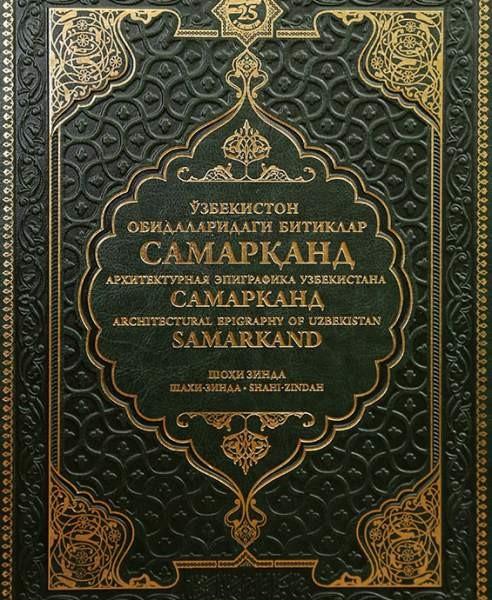 25
ЎЗБЕКИСТОН
ОБИДАЛАРИДАГИ БИТИКЛАР
САМАРҚАНД
АРХИТЕКТУРНАЯ ЭПИГРАФИКА УЗБЕКИСТАНА
САМАРКАНД
ARCHITECTURAL EPIGRAPHY OF UZBEKISTAN
SAMARKAND
ШОҲИ ЗИНДА
ШАХИ-ЗИНДА • SHAHI-ZINDAH